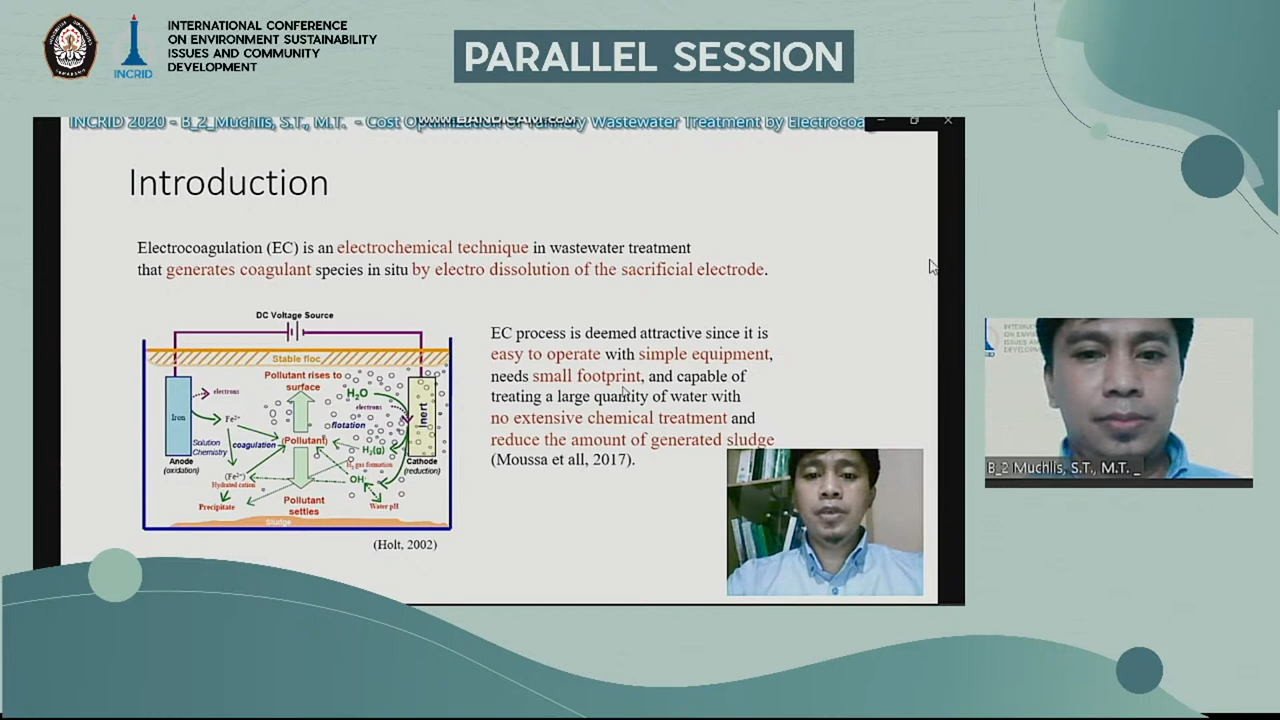 INTERNATIONAL CONFERENCE
ON ENVIRONMENT SUSTAINABILITY
ISSUES AND COMMUNITY
DEVELOPMENT
INCRID
PARALLEL SESSION
INCRID 2020 - B_2_Muchlis, S.T., M.T. - Cost Optimization of Tannery Wastewater Treatment by Electrocoa
Introduction
Electrocoagulation (EC) is an electrochemical technique in wastewater treatment
that generates coagulant species in situ by electro dissolution of the sacrificial electrode.
DC Voltage Source
Stable floc
Pollutant rises to
surface
electrons
H₂O
electrons
Iron
Fe²⁺
flotation
inert
Solution
Chemistry
coagulation
(Pollutant)
H₂(g)
H₂ gas formation
Anode
(oxidation)
Cathode
(reduction)
Hydrated cation
OH
Precipitate
Pollutant
settles
Water pH
Sludge
(Holt, 2002)
EC process is deemed attractive since it is
easy to operate with simple equipment,
needs small footprint, and capable of
treating a large quantity of water with
no extensive chemical treatment and
reduce the amount of generated sludge
(Moussa et all, 2017).
B_2 Muchlis, S.T., M.T. _